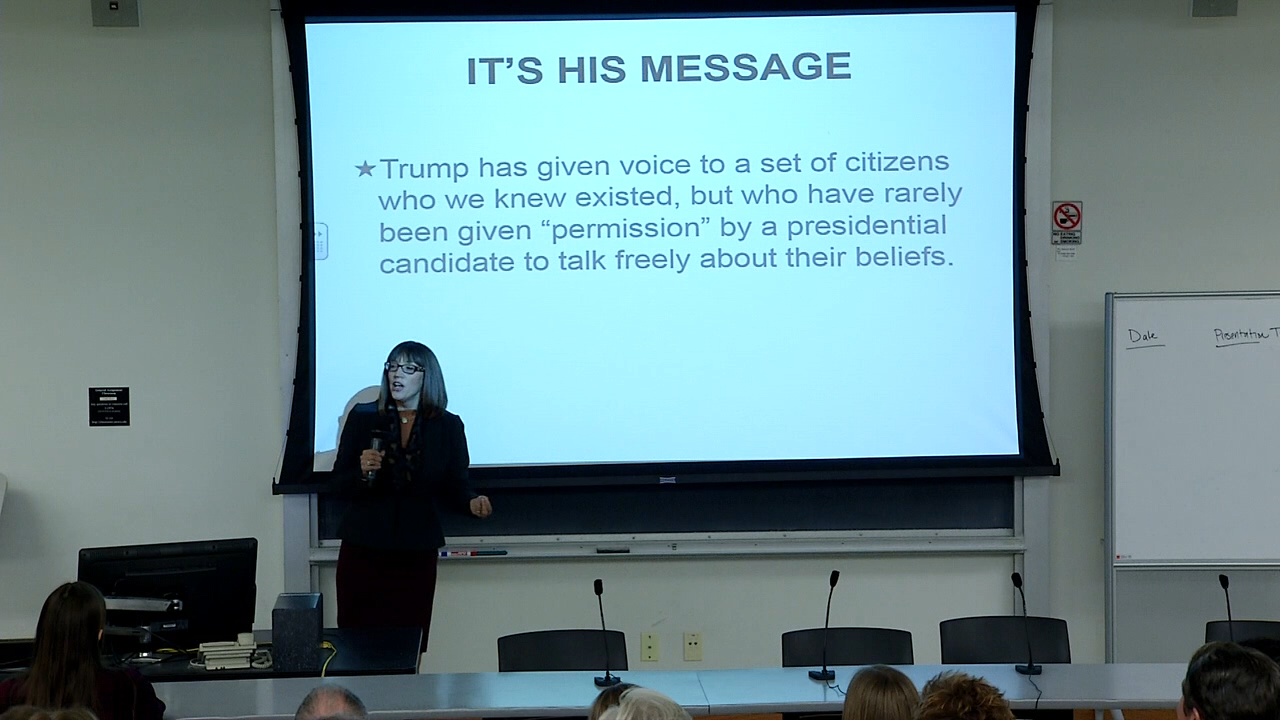 IT’S HIS MESSAGE
★Trump has given voice to a set of citizens
who we knew existed, but who have rarely
been given “permission” by a presidential
candidate to talk freely about their beliefs.
Date
Presentation T